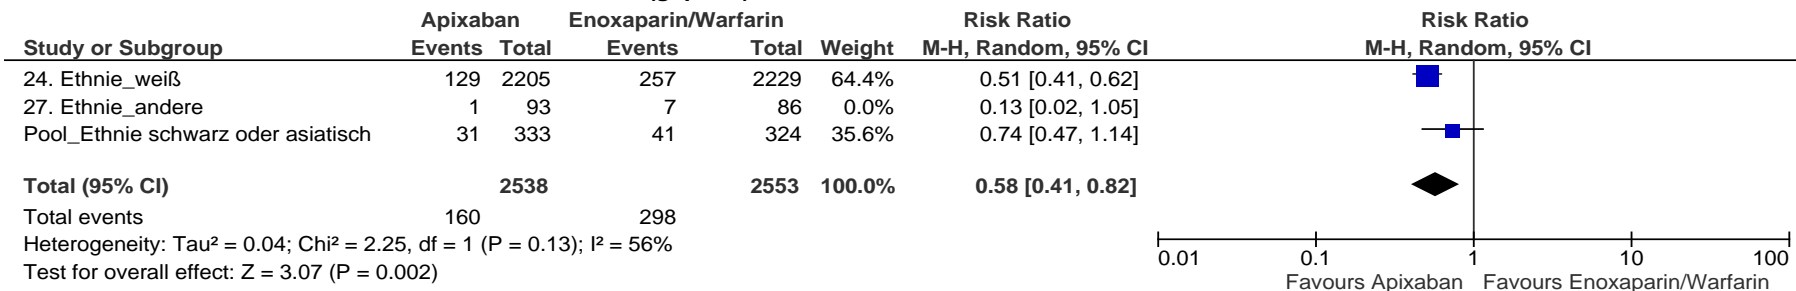 Apixaban Enoxaparin/Warfarin Risk Ratio Risk Ratio
Study or Subgroup Events Total Events Total Weight M-H, Random, 95% CI M-H, Random, 95% CI
24. Ethnie_weiß 129 2205 257 2229 64.4% 0.51 [0.41, 0.62]
27. Ethnie_andere 1 93 7 86 0.0% 0.13 [0.02, 1.05]
Pool_Ethnie schwarz oder asiatisch 31 333 41 324 35.6% 0.74 [0.47, 1.14]
Total (95% CI) 2538 2553 100.0% 0.58 [0.41, 0.82]
Total events 160 298
Heterogeneity: Tau² = 0.04; Chi² = 2.25, df = 1 (P = 0.13); I² = 56%
Test for overall effect: Z = 3.07 (P = 0.002)
0.01 0.1 1 10 100
Favours Apixaban Favours Enoxaparin/Warfarin